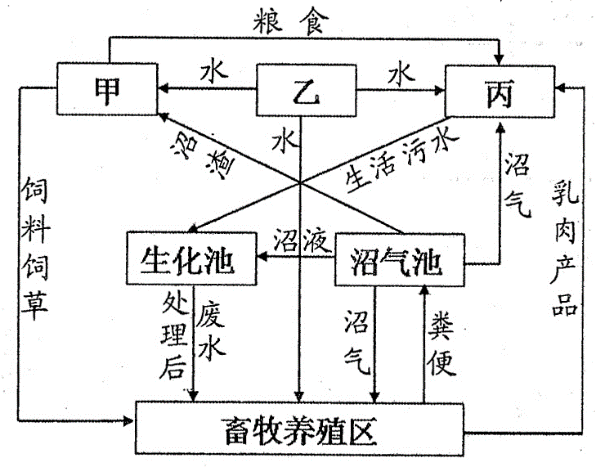 粮食
甲
水
乙
水
丙
沼渣
水
生活污水
沼气
饲料饲草
乳肉产品
生化池
沼液
沼气池
处理后
废水
沼气
粪便
畜牧养殖区